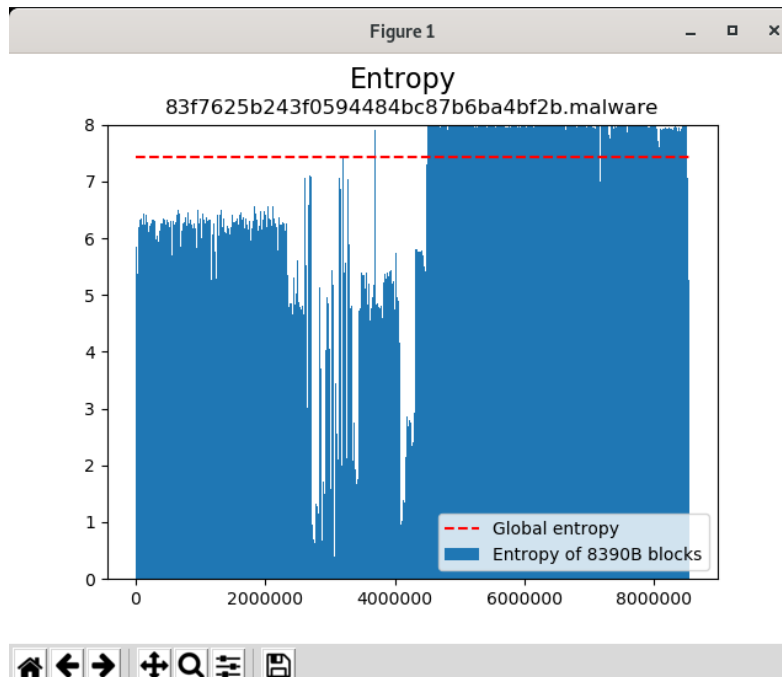 Figure 1
Entropy
83f7625b243f0594484bc87b6ba4bf2b.malware
8
7
6
5
4
3
2
1
0
Global entropy
Entropy of 8390B blocks
0
2000000
4000000
6000000
8000000